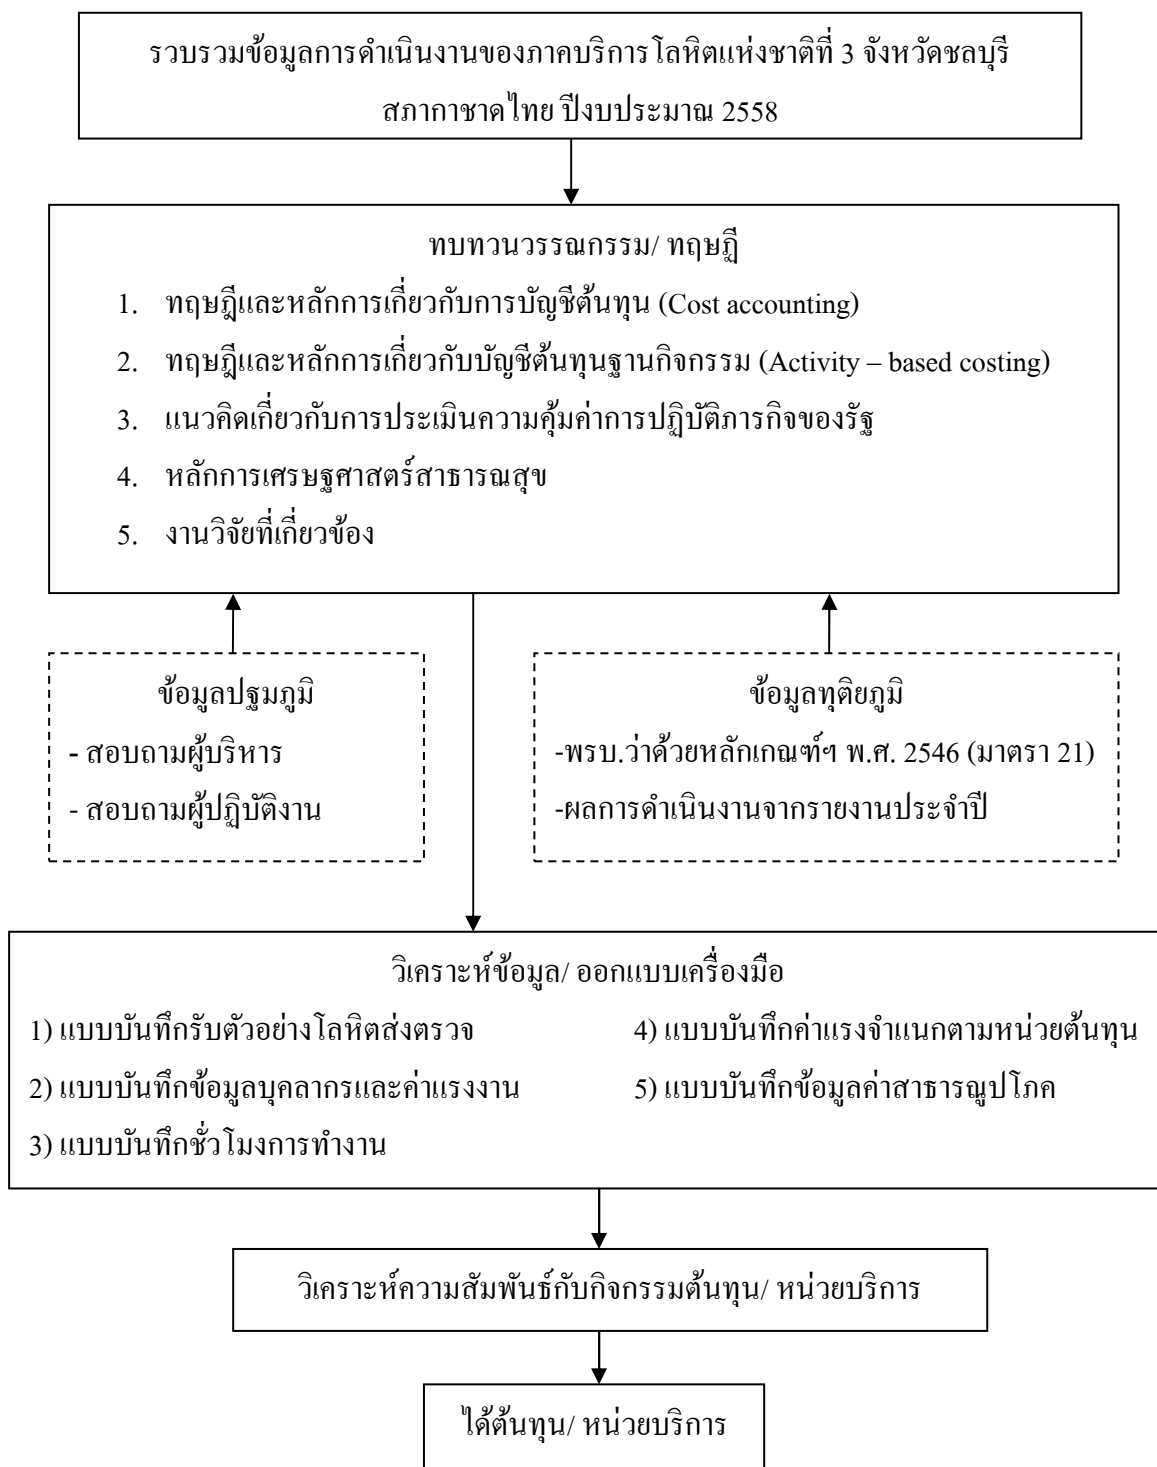 รวบรวมข้อมูลการดำเนินงานของภาคบริการโลหิตแห่งชาติที่ 3 จังหวัดชลบุรี
สภากาชาดไทย ปีงบประมาณ 2558
ทบทวนวรรณกรรม/ ทฤษฏี
1. ทฤษฎีและหลักการเกี่ยวกับการบัญชีต้นทุน (Cost accounting)
2. ทฤษฎีและหลักการเกี่ยวกับบัญชีต้นทุนฐานกิจกรรม (Activity – based costing)
3. แนวคิดเกี่ยวกับการประเมินความคุ้มค่าการปฏิบัติภารกิจของรัฐ
4. หลักการเศรษฐศาสตร์สาธารณสุข
5. งานวิจัยที่เกี่ยวข้อง
ข้อมูลปฐมภูมิ
- สอบถามผู้บริหาร
- สอบถามผู้ปฏิบัติงาน
ข้อมูลทุติยภูมิ
-พรบ.ว่าด้วยหลักเกณฑ์ฯ พ.ศ. 2546 (มาตรา 21)
-ผลการดำเนินงานจากรายงานประจำปี
วิเคราะห์ข้อมูล/ ออกแบบเครื่องมือ
1) แบบบันทึกรับตัวอย่างโลหิตส่งตรวจ
2) แบบบันทึกข้อมูลบุคลากรและค่าแรงงาน
3) แบบบันทึกชั่วโมงการทำงาน
4) แบบบันทึกค่าแรงจำแนกตามหน่วยต้นทุน
5) แบบบันทึกข้อมูลค่าสาธารณูปโภค
วิเคราะห์ความสัมพันธ์กับกิจกรรมต้นทุน/ หน่วยบริการ
ได้ต้นทุน/ หน่วยบริการ